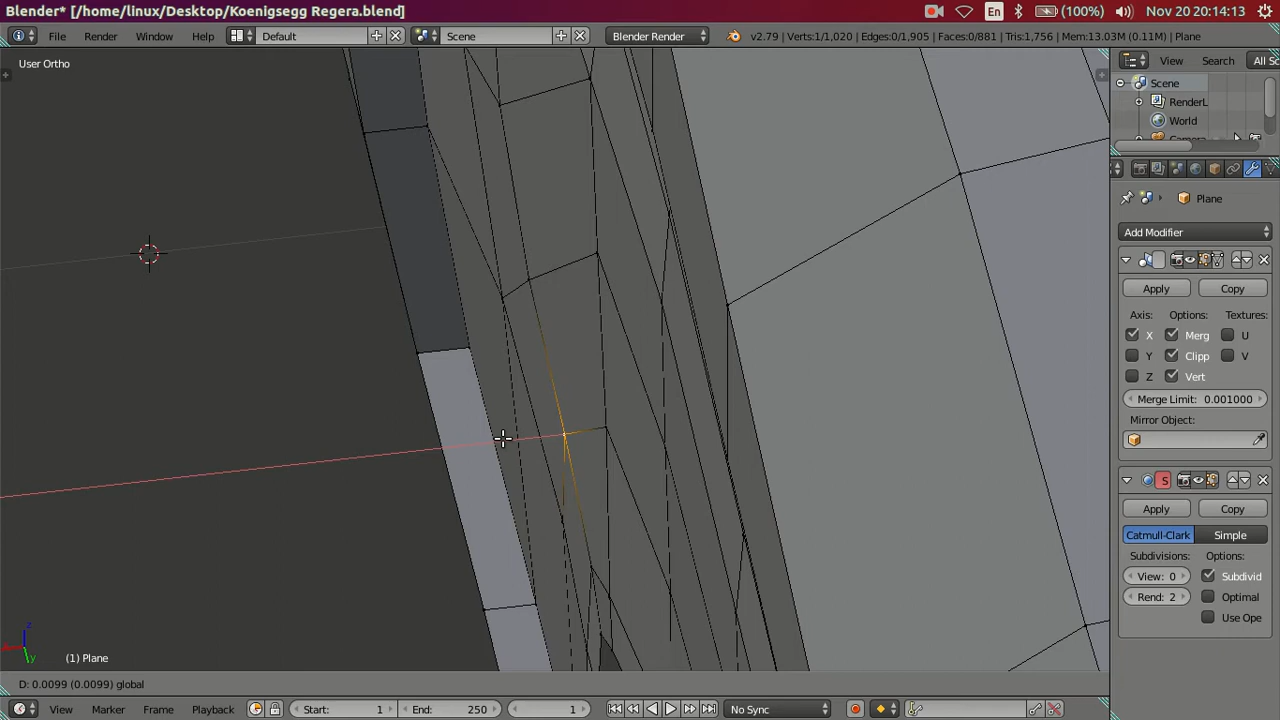 Blender* [/home/linux/Desktop/Koenigsegg Regera.blend]
En
(100%)
Nov 20 20:14:13
File
Render
Window
Help
Default
Scene
Blender Render
v2.79 | Verts:1/1,020 | Edges:0/1,905 | Faces:0/881 | Tris:1,756 | Mem:13.03M (0.11M) | Plane
User Ortho
View
Search
All Sc
Scene
RenderL
World
Camera
Plane
Add Modifier
Apply
Copy
Axis:
Options:
Textures:
X
Merg
U
Y
Clipp
V
Z
Vert
Merge Limit: 0.001000
Mirror Object:
S
Apply
Copy
Catmull-Clark
Simple
Subdivisions:
Options:
View: 0
Subdivid
Rend: 2
Optimal
Use Ope
z
y
(1) Plane
D: 0.0099 (0.0099) global
View
Marker
Frame
Playback
Start: 1
End: 250
1
No Sync